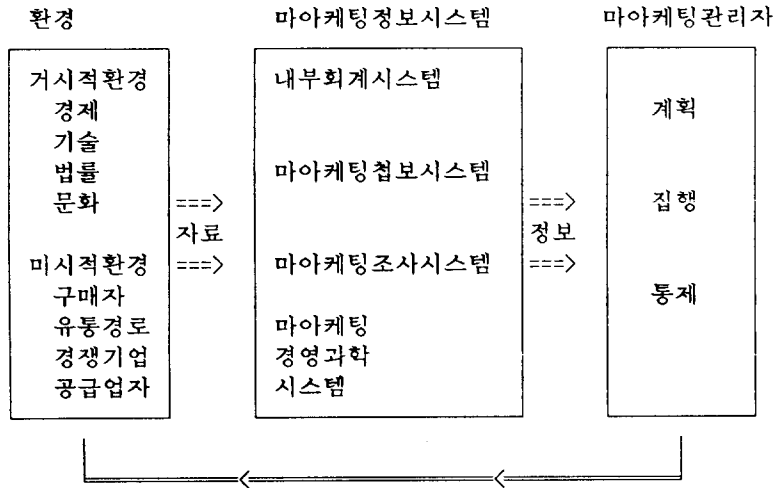 환경
거시적환경
경제
기술
법률
문화
미시적환경
구매자
유통경로
경쟁기업
공급업자
===>
자료
===>
마아케팅정보시스템
내부회계시스템
마아케팅첩보시스템
마아케팅조사시스템
마아케팅
경영과학
시스템
===>
정보
===>
마아케팅관리자
계획
집행
통제